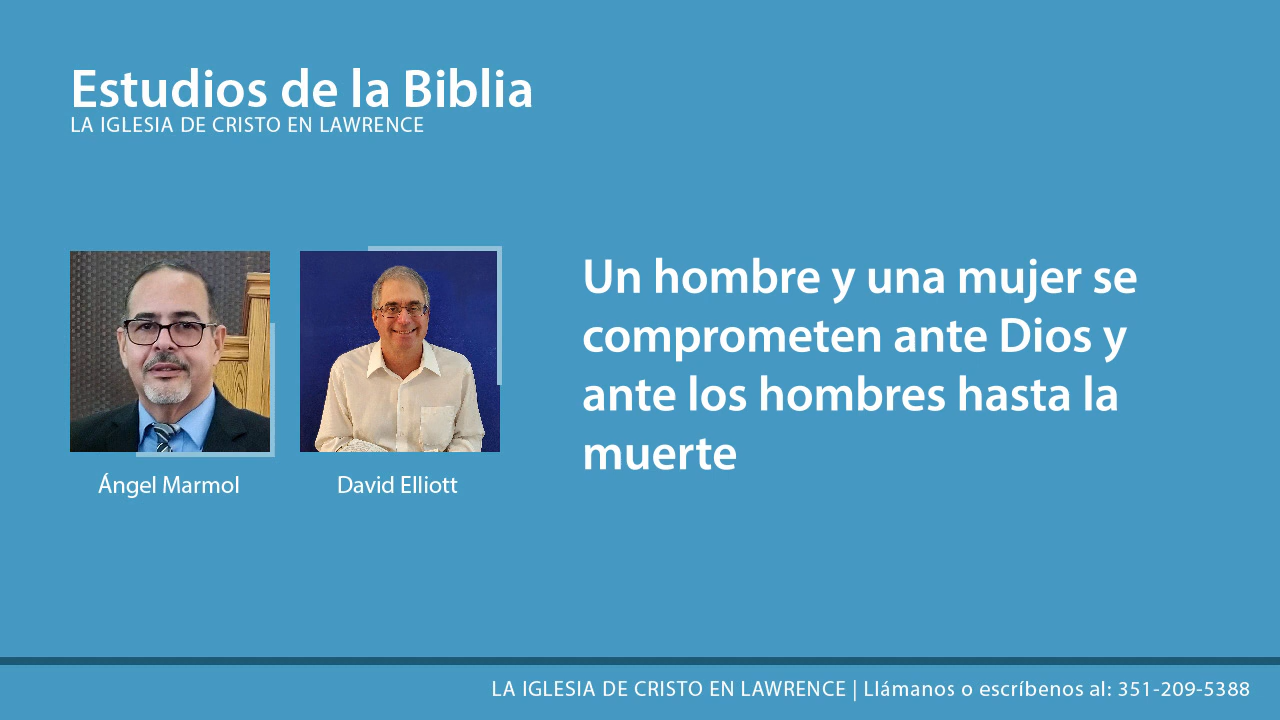 Estudios de la Biblia
LA IGLESIA DE CRISTO EN LAWRENCE
Ángel Marmol
David Elliott
Un hombre y una mujer se
comprometen ante Dios y
ante los hombres hasta la
muerte
LA IGLESIA DE CRISTO EN LAWRENCE | Llámanos o escríbenos al: 351-209-5388